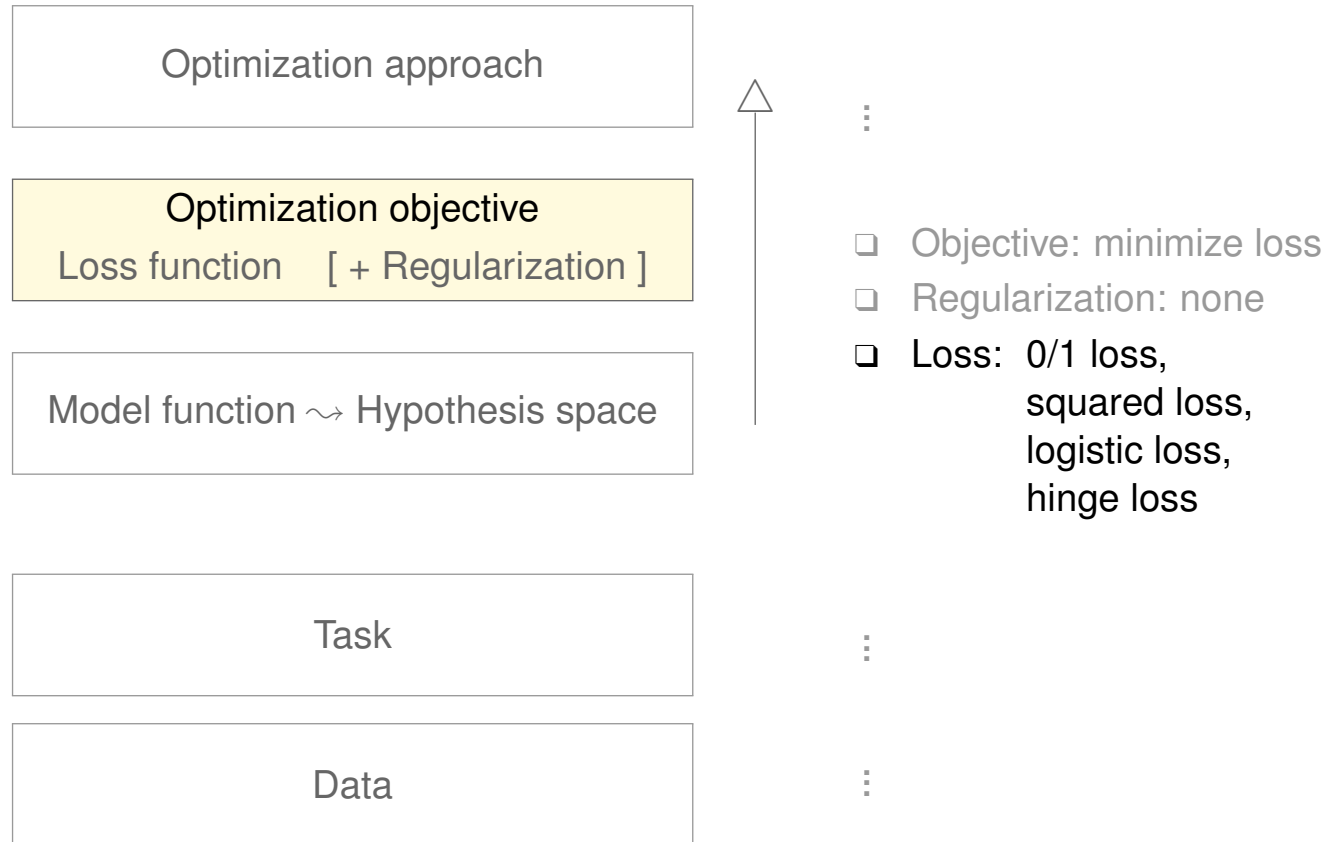 Optimization approach
⋮
Optimization objective
Loss function [ + Regularization ]
❑ Objective: minimize loss
❑ Regularization: none
❑ Loss: 0/1 loss,
squared loss,
logistic loss,
hinge loss
Model function ⤳ Hypothesis space
Task
⋮
Data
⋮